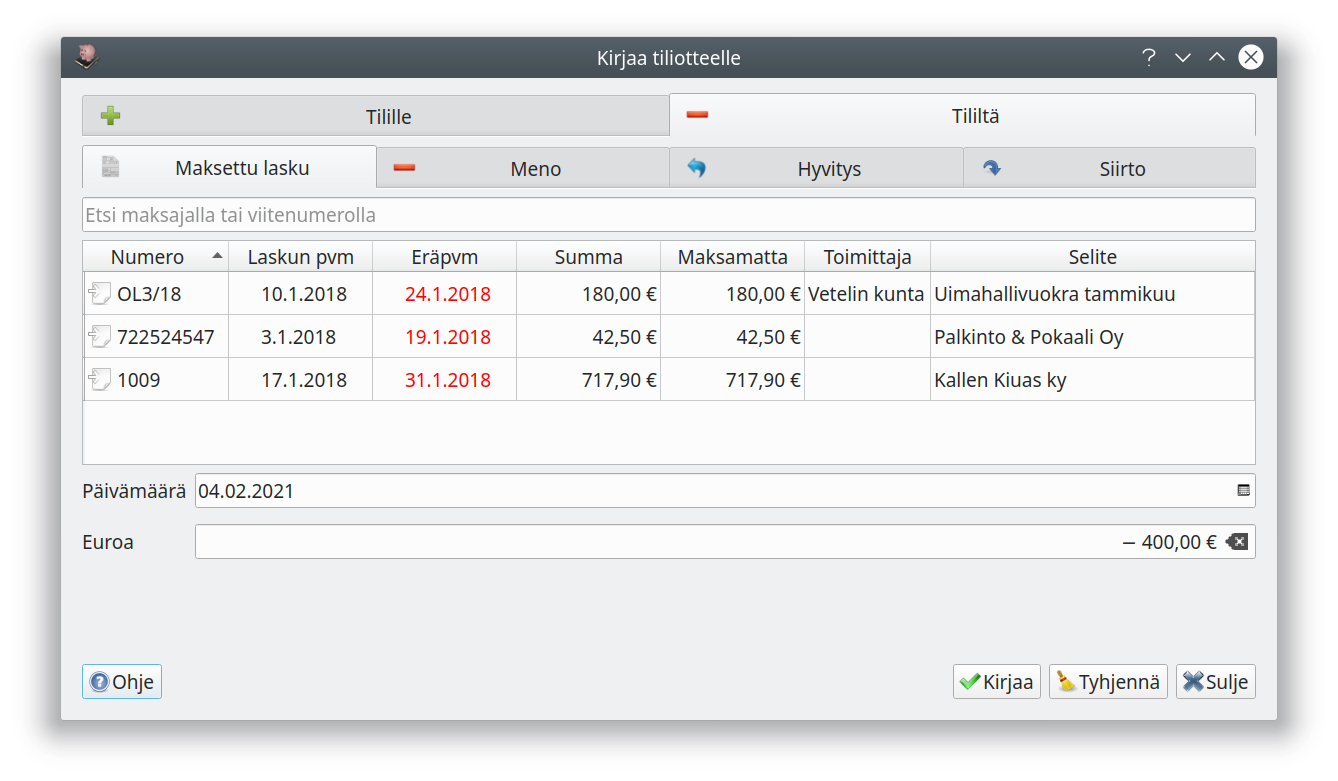 Kirjaa tiliotteelle
Tilille Tililtä
Maksettu lasku Meno Hyvitys Siirto
Etsi maksajalla tai viitenumerolla
Numero Laskun pvm Eräpvm Summa Maksamatta Toimittaja Selite
OL3/18 10.1.2018 24.1.2018 180,00 € 180,00 € Vetelin kunta Uimahallivuokra tammikuu
722524547 3.1.2018 19.1.2018 42,50 € 42,50 € Palkinto & Pokaali Oy
1009 17.1.2018 31.1.2018 717,90 € 717,90 € Kallen Kiuas ky
Päivämäärä 04.02.2021
Euroa − 400,00 €
Ohje Kirjaa Tyhjennä Sulje